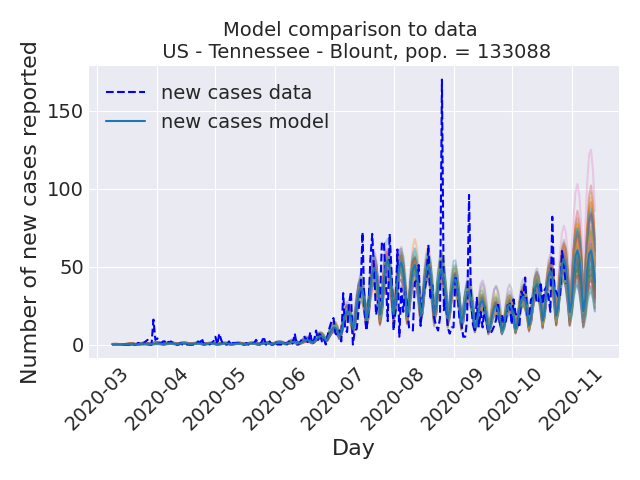 Model comparison to data
US - Tennessee - Blount, pop. = 133088
Number of new cases reported
new cases data
new cases model
150
100
50
0
2020-03
2020-04
2020-05
2020-06
2020-07
2020-08
2020-09
2020-10
2020-11
Day